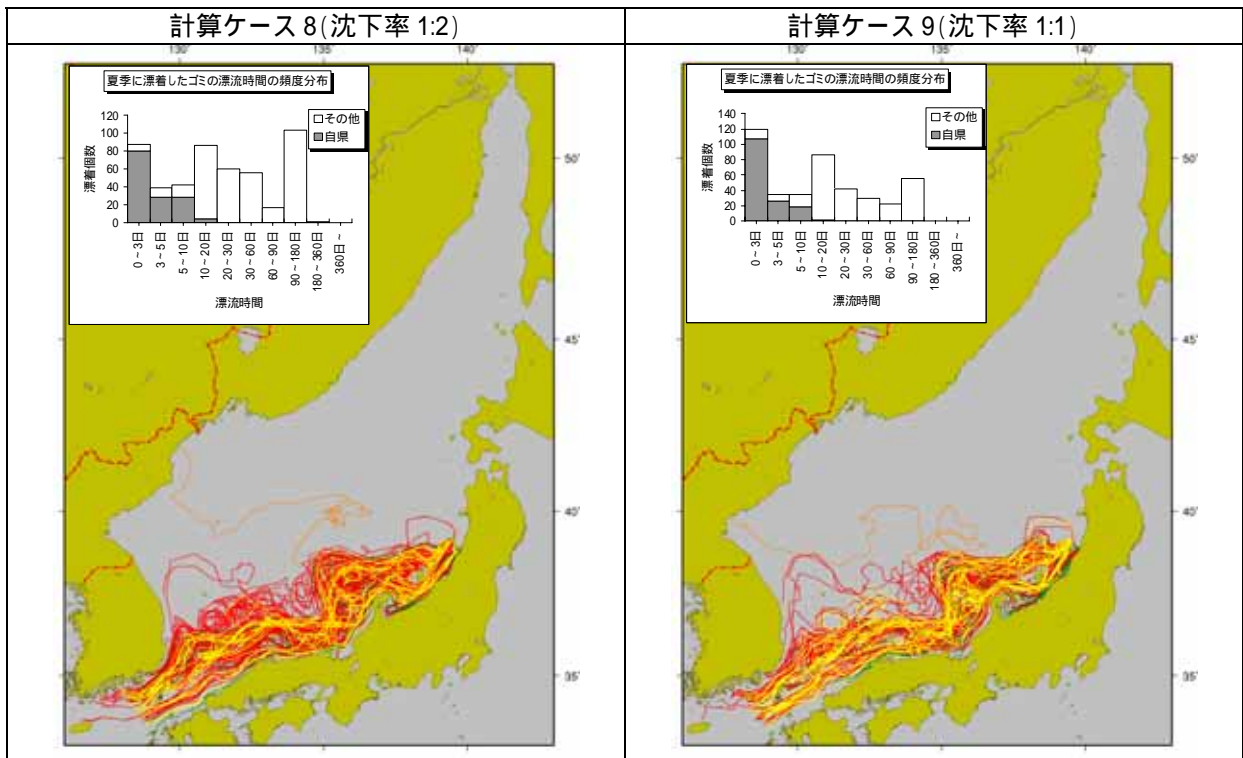 計算ケース 8(沈下率 1:2)
130°
135°
140°
夏季に漂着したゴミの漂流時間の頻度分布
120
100
80
60
40
20
0
漂着個数
□その他
■自県
0～3日
3～5日
5～10日
10～20日
20～30日
30～60日
60～90日
90～180日
180～360日
360日～
漂流時間
50°
45°
40°
35°
計算ケース 9(沈下率 1:1)
130°
135°
140°
夏季に漂着したゴミの漂流時間の頻度分布
140
120
100
80
60
40
20
0
漂着個数
□その他
■自県
0～3日
3～5日
5～10日
10～20日
20～30日
30～60日
60～90日
90～180日
180～360日
360日～
漂流時間
50°
45°
40°
35°